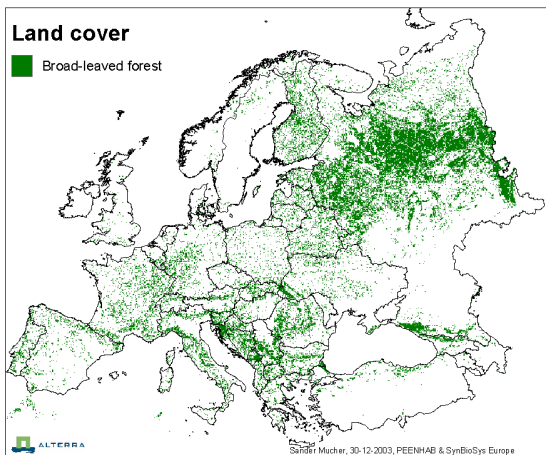 Land cover
Broad-leaved forest
ALTERRA
Sander Mucher, 30-12-2003, PEENHAB & SynBioSys Europe